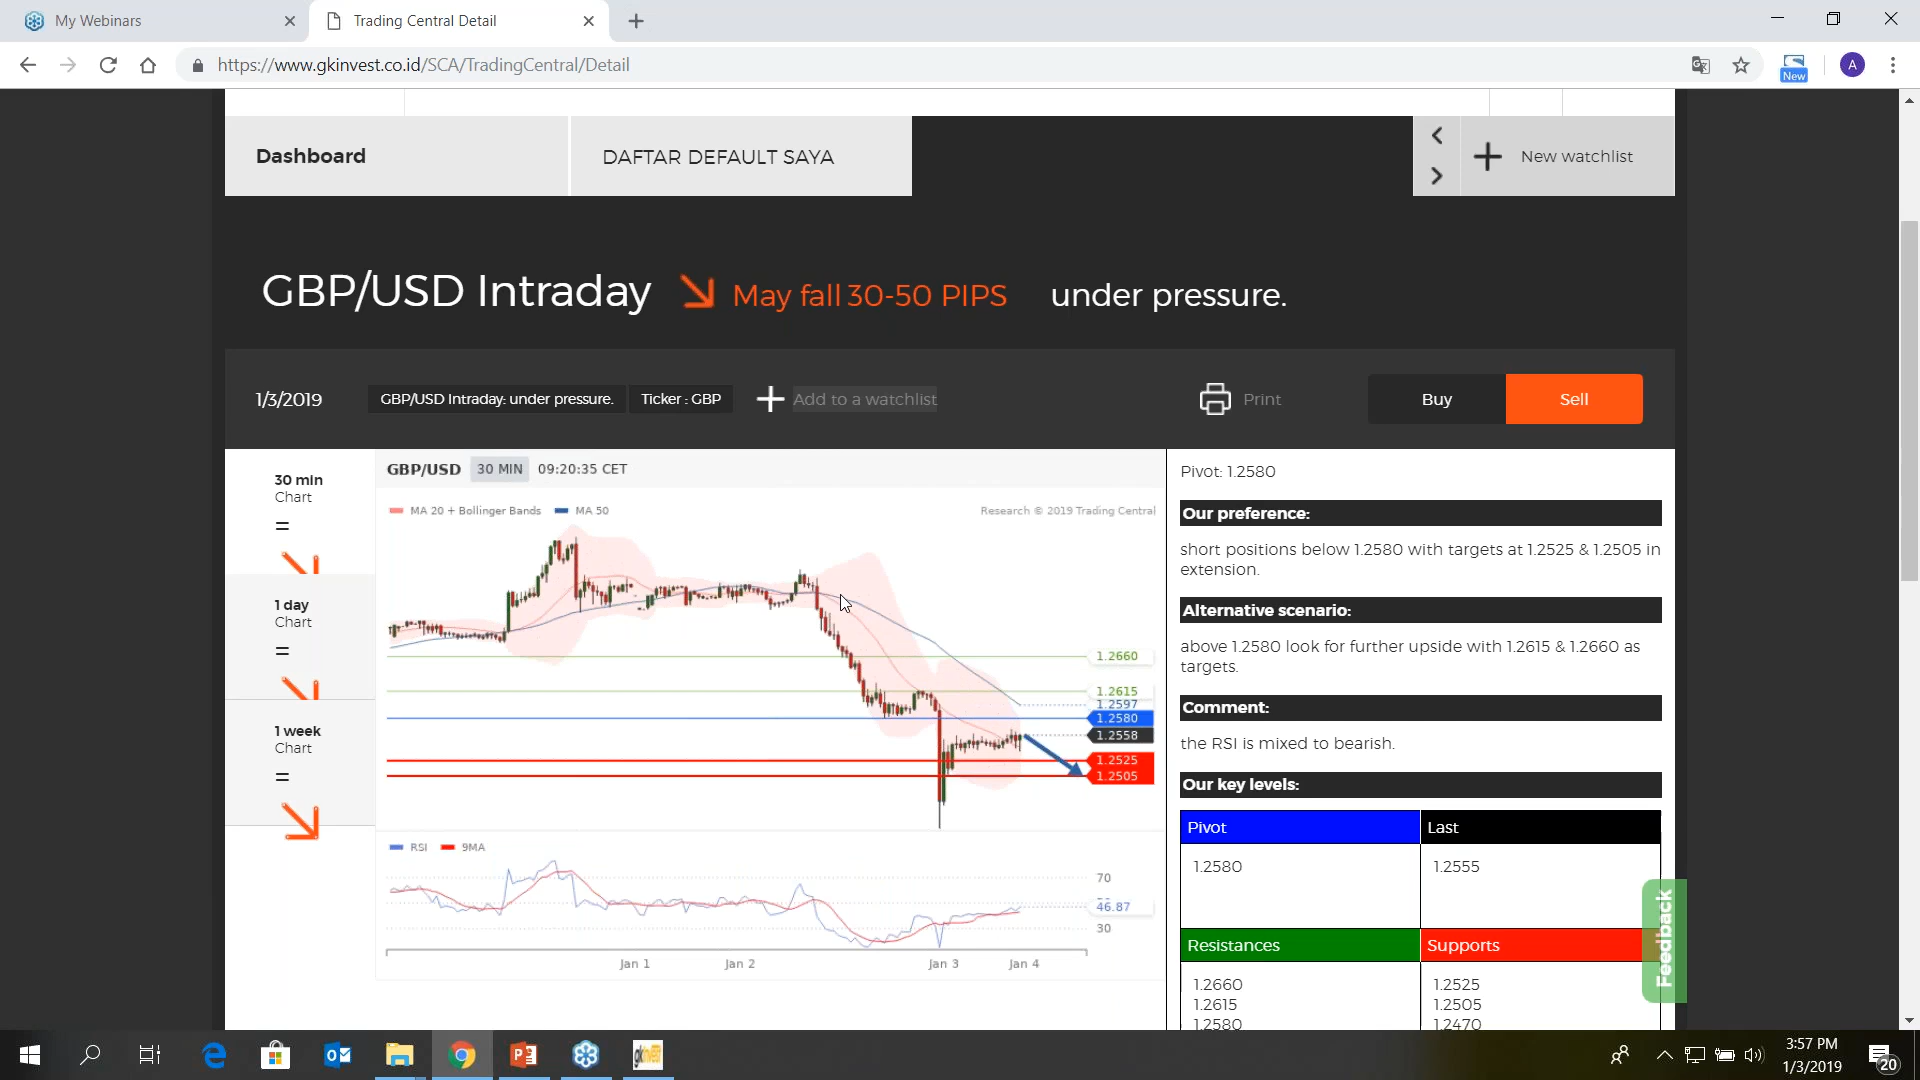 My Webinars
Trading Central Detail
https://www.gkinvest.co.id/SCA/TradingCentral/Detail
New
A
Dashboard
DAFTAR DEFAULT SAYA
New watchlist
GBP/USD Intraday May fall 30-50 PIPS under pressure.
1/3/2019
GBP/USD Intraday: under pressure.
Ticker : GBP
Add to a watchlist
Print
Buy
Sell
30 min
Chart
=
1 day
Chart
=
1 week
Chart
=
GBP/USD 30 MIN 09:20:35 CET
MA 20 + Bollinger Bands MA 50
Research © 2019 Trading Central
1.2660
1.2615
1.2597
1.2580
1.2558
1.2525
1.2505
RSI 9MA
70
46.87
30
Jan 1 Jan 2 Jan 3 Jan 4
Pivot: 1.2580
Our preference:
short positions below 1.2580 with targets at 1.2525 & 1.2505 in
extension.
Alternative scenario:
above 1.2580 look for further upside with 1.2615 & 1.2660 as
targets.
Comment:
the RSI is mixed to bearish.
Our key levels:
Pivot Last
1.2580 1.2555
Resistances Supports
1.2660 1.2525
1.2615 1.2505
1.2580 1.2470
Feedback
gkinvest
3:57 PM
1/3/2019
20